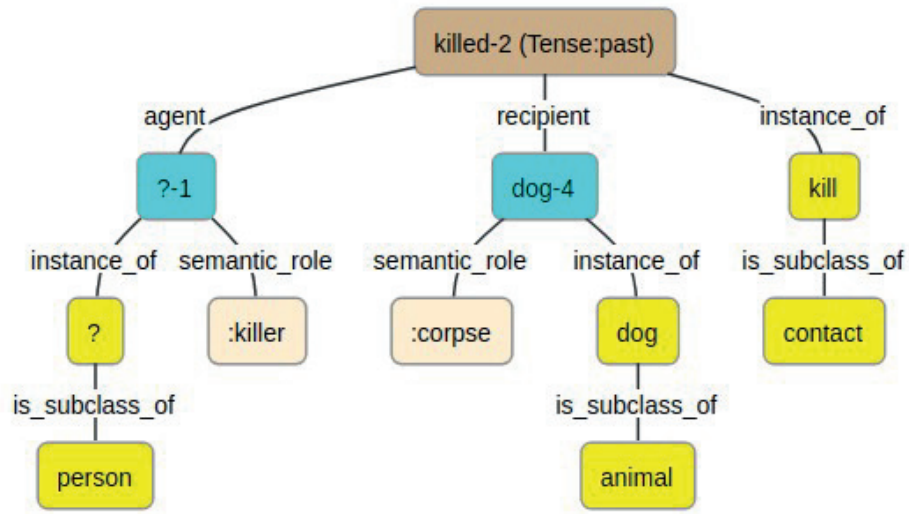 killed-2 (Tense:past)
agent recipient instance_of
?-1 dog-4 kill
instance_of semantic_role semantic_role instance_of is_subclass_of
? :killer :corpse dog contact
is_subclass_of is_subclass_of
person animal